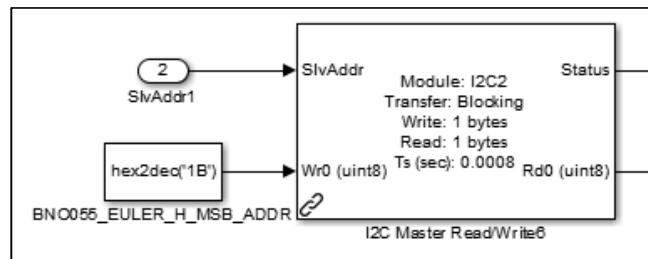 2
SlvAddr1
hex2dec('1B')
BNO055_EULER_H_MSB_ADDR
SlvAddr
Wr0 (uint8)
Module: I2C2
Transfer: Blocking
Write: 1 bytes
Read: 1 bytes
Ts (sec): 0.0008
Status
Rd0 (uint8)
I2C Master Read/Write6